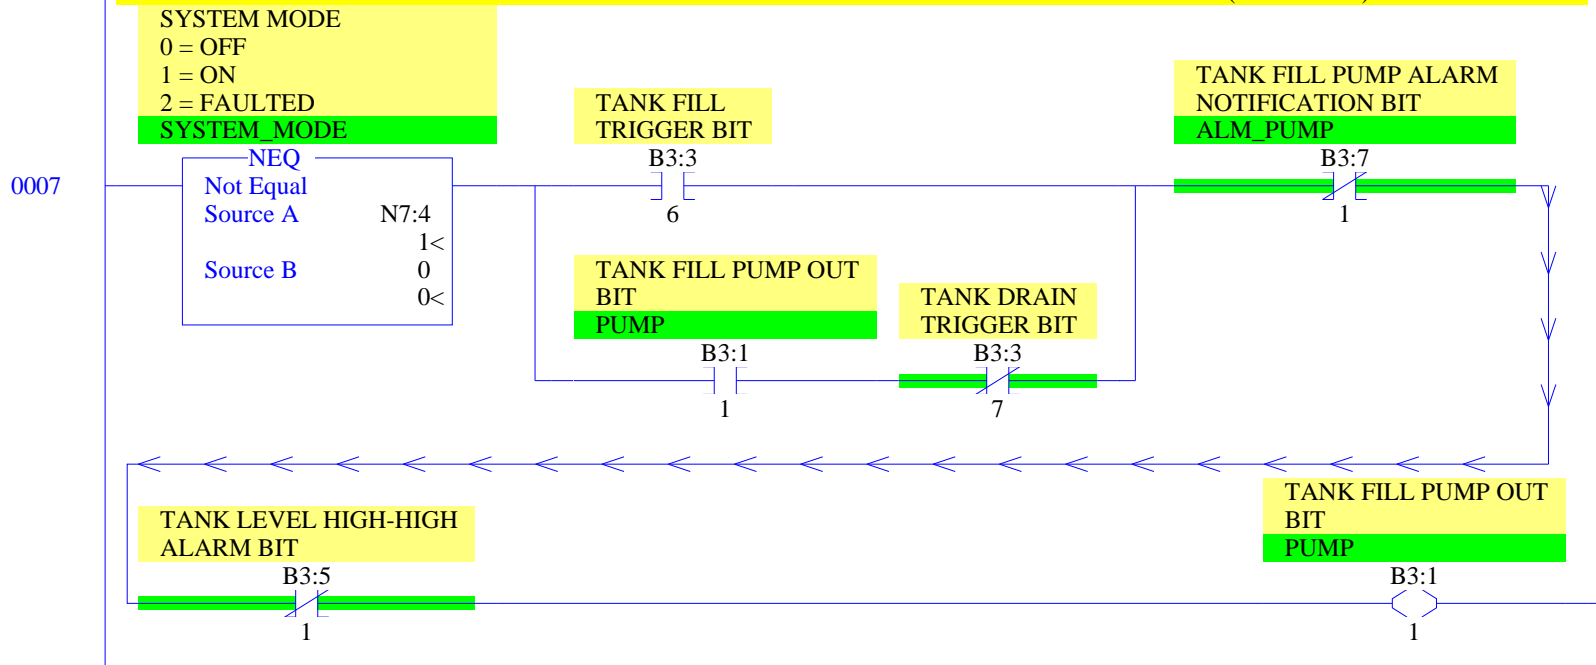 SYSTEM MODE
0 = OFF
1 = ON
2 = FAULTED
SYSTEM_MODE
NEQ
Not Equal
Source A N7:4
1<
Source B 0
0<
0007
TANK FILL
TRIGGER BIT
B3:3
6
TANK FILL PUMP OUT
BIT
PUMP
B3:1
1
TANK DRAIN
TRIGGER BIT
B3:3
7
TANK FILL PUMP ALARM
NOTIFICATION BIT
ALM_PUMP
B3:7
1
TANK LEVEL HIGH-HIGH
ALARM BIT
B3:5
1
TANK FILL PUMP OUT
BIT
PUMP
B3:1
1